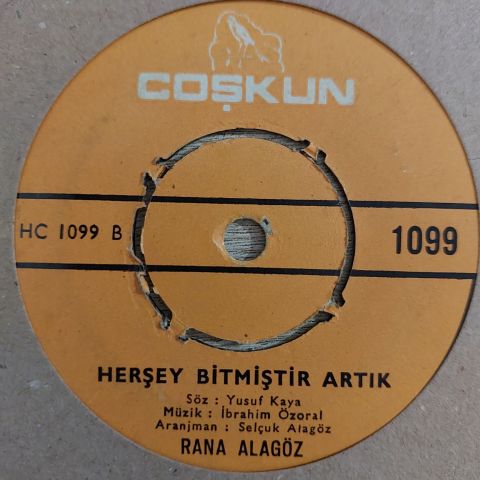 COŞKUN
HC 1099 B
1099
HERŞEY BİTMİŞTİR ARTIK
Söz : Yusuf Kaya
Müzik : İbrahim Özoral
Aranjman : Selçuk Alagöz
RANA ALAGÖZ